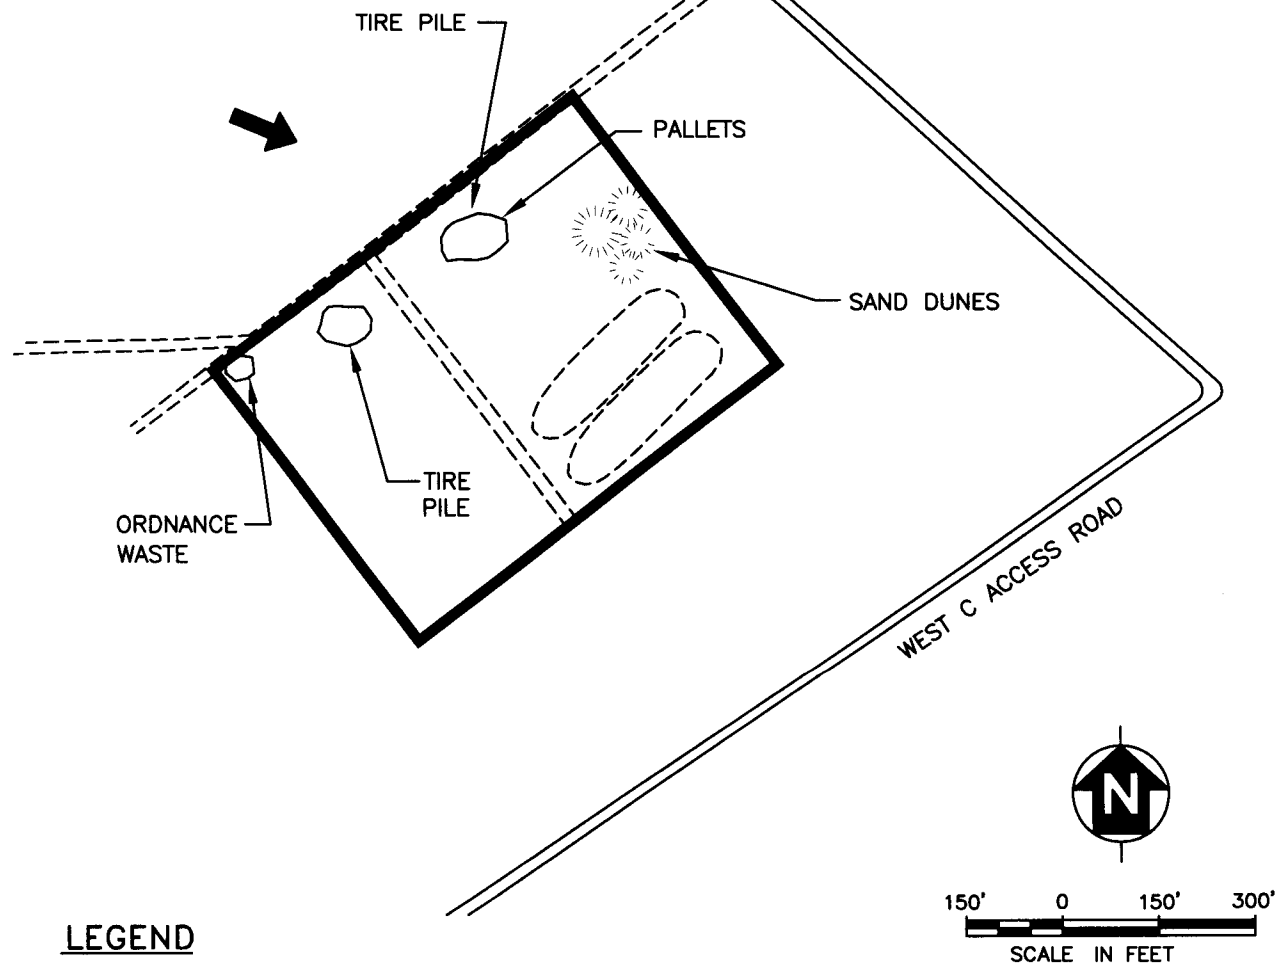 TIRE PILE
PALLETS
SAND DUNES
TIRE
PILE
ORDNANCE
WASTE
WEST C ACCESS ROAD
N
150' 0 150' 300'
SCALE IN FEET
LEGEND